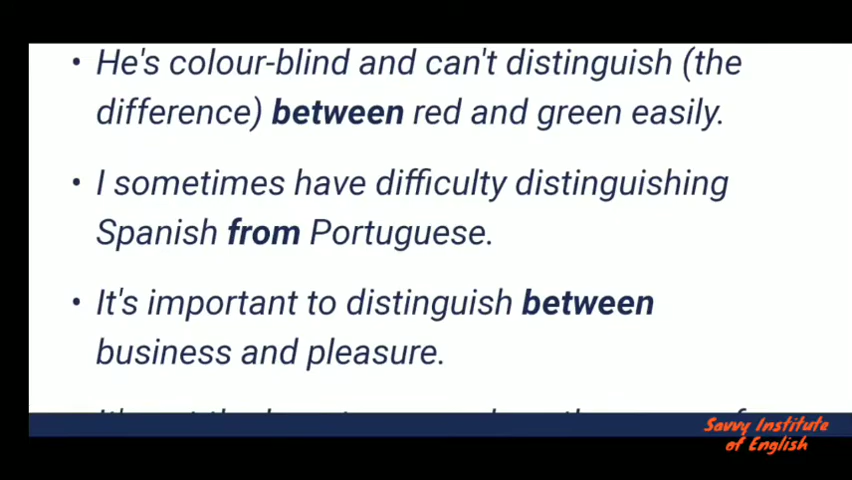 • He's colour-blind and can't distinguish (the
difference) between red and green easily.
• I sometimes have difficulty distinguishing
Spanish from Portuguese.
• It's important to distinguish between
business and pleasure.
Savvy Institute
of English